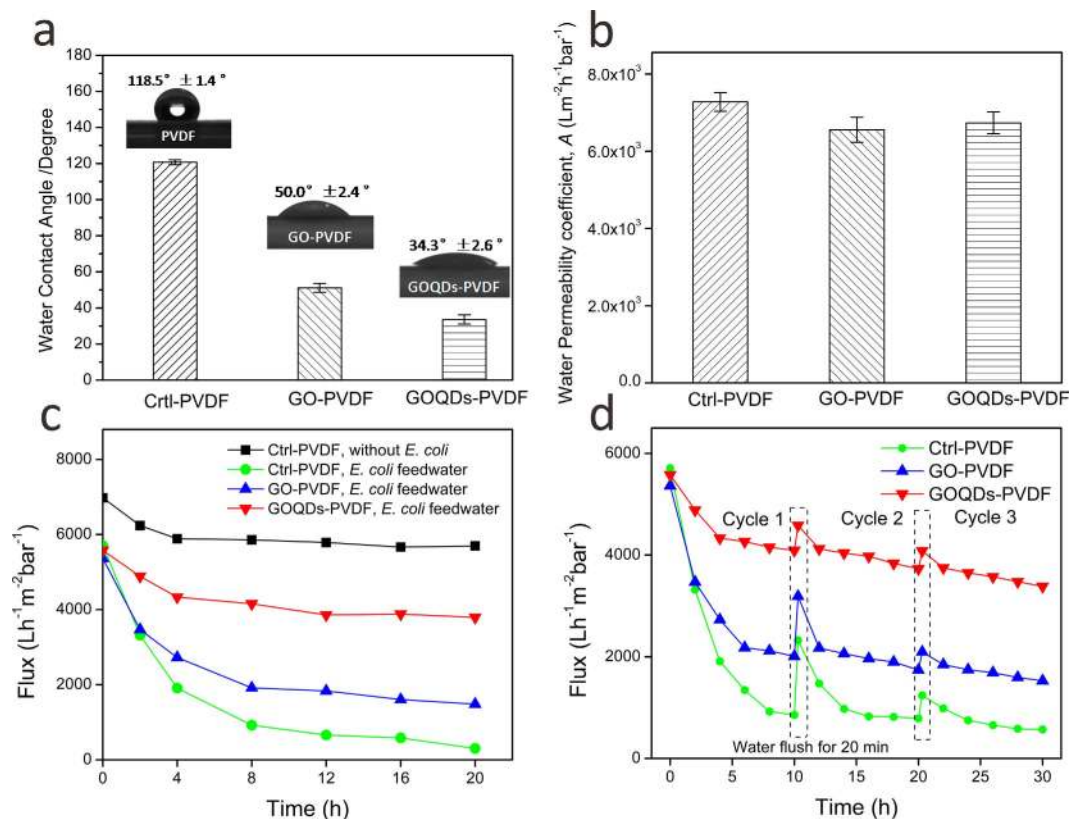 a
Water Contact Angle /Degree
180
160
140
120
100
80
60
40
20
0
118.5° ±1.4°
PVDF
50.0° ±2.4°
GO-PVDF
34.3° ±2.6°
GOQDs-PVDF
Crtl-PVDF GO-PVDF GOQDs-PVDF
b
Water Permeability coefficient, A (Lm⁻²h⁻¹bar⁻¹)
8.0x10³
6.0x10³
4.0x10³
2.0x10³
0.0
Ctrl-PVDF GO-PVDF GOQDs-PVDF
c
Flux (Lh⁻¹m⁻²bar⁻¹)
8000
6000
4000
2000
0
Ctrl-PVDF, without E. coli
Ctrl-PVDF, E. coli feedwater
GO-PVDF, E. coli feedwater
GOQDs-PVDF, E. coli feedwater
0 4 8 12 16 20
Time (h)
d
Flux (Lh⁻¹m⁻²bar⁻¹)
6000
4000
2000
0
Ctrl-PVDF
GO-PVDF
GOQDs-PVDF
Cycle 1 Cycle 2 Cycle 3
Water flush for 20 min
0 5 10 15 20 25 30
Time (h)